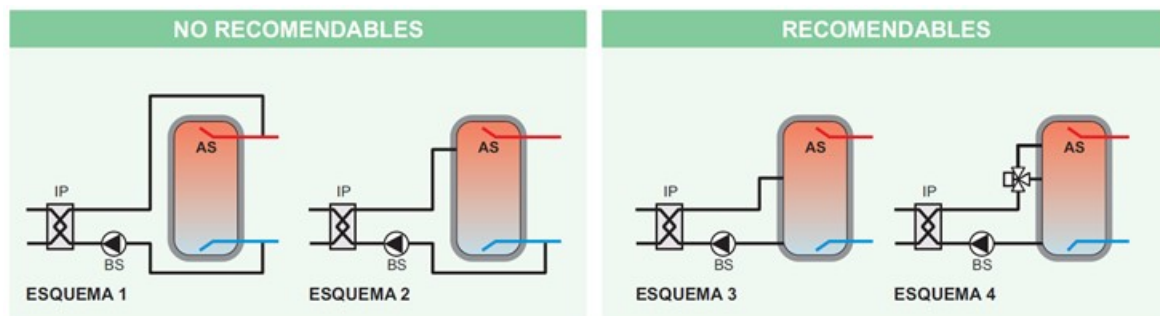 NO RECOMENDABLES
AS
IP
BS
ESQUEMA 1
AS
IP
BS
ESQUEMA 2
RECOMENDABLES
AS
IP
BS
ESQUEMA 3
AS
IP
BS
ESQUEMA 4